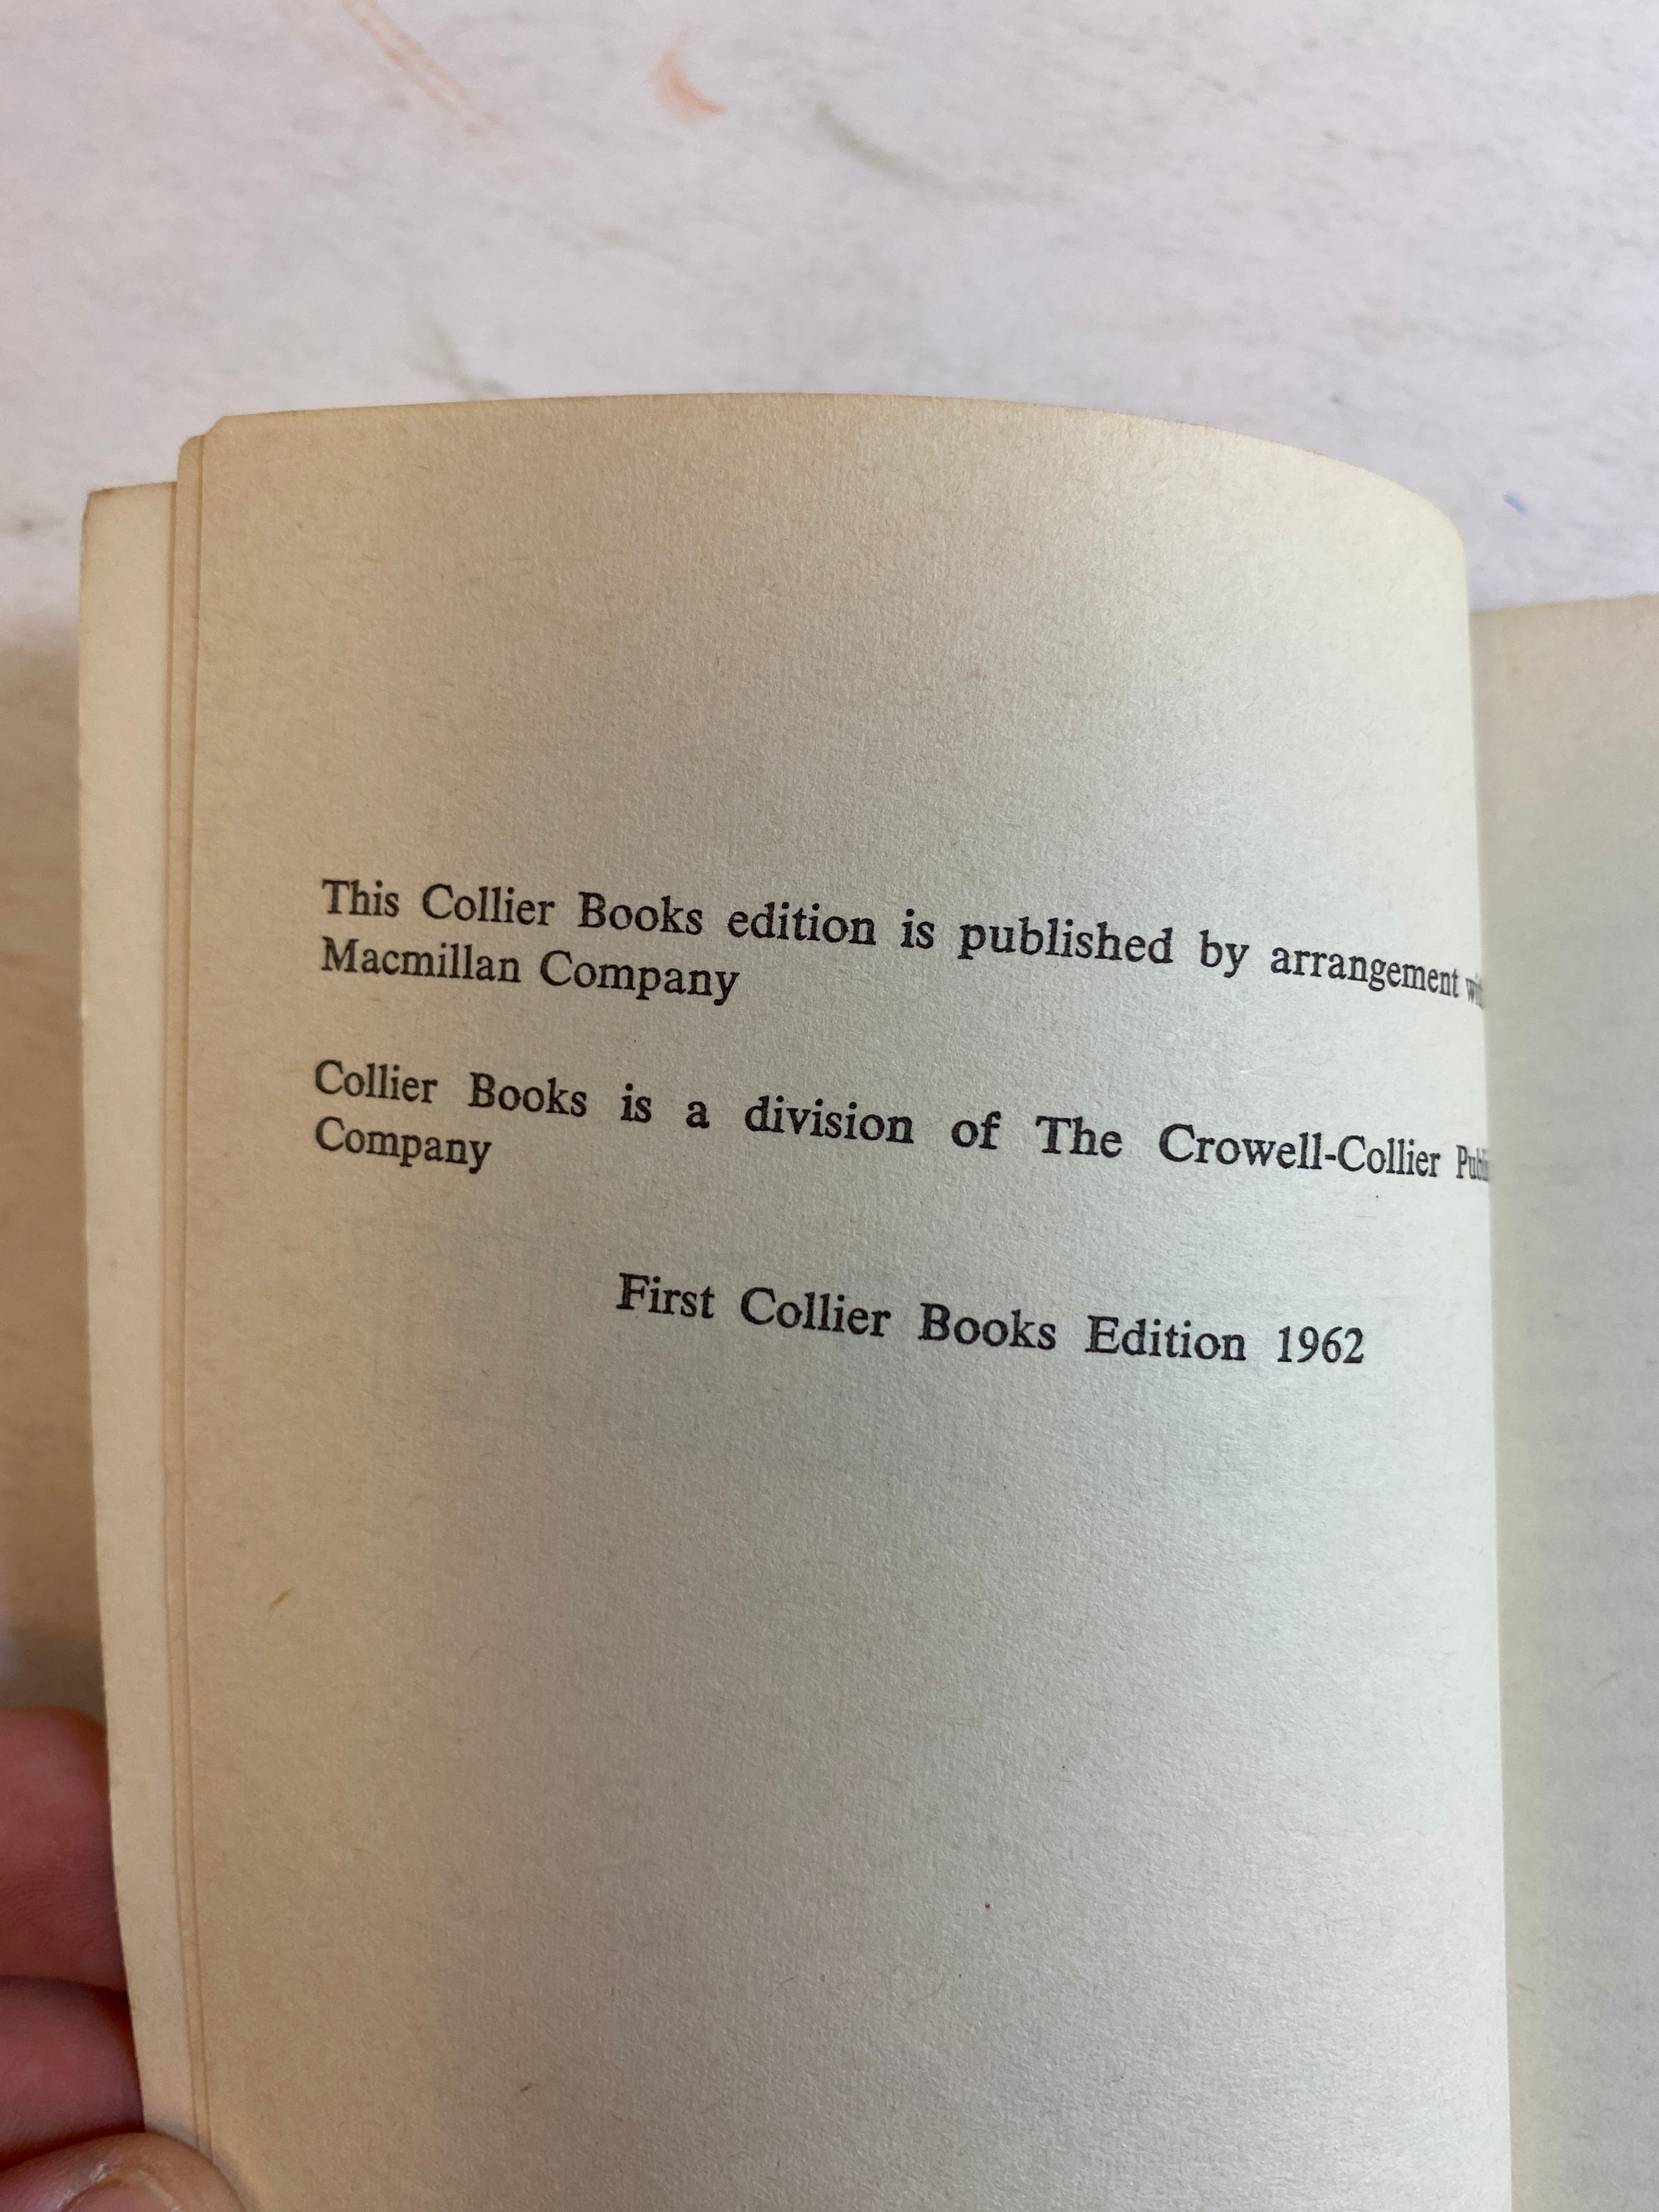 This Collier Books edition is published by arrangement
Macmillan Company
Collier Books is a division of The Crowell-Collier
Company
First Collier Books Edition 1962